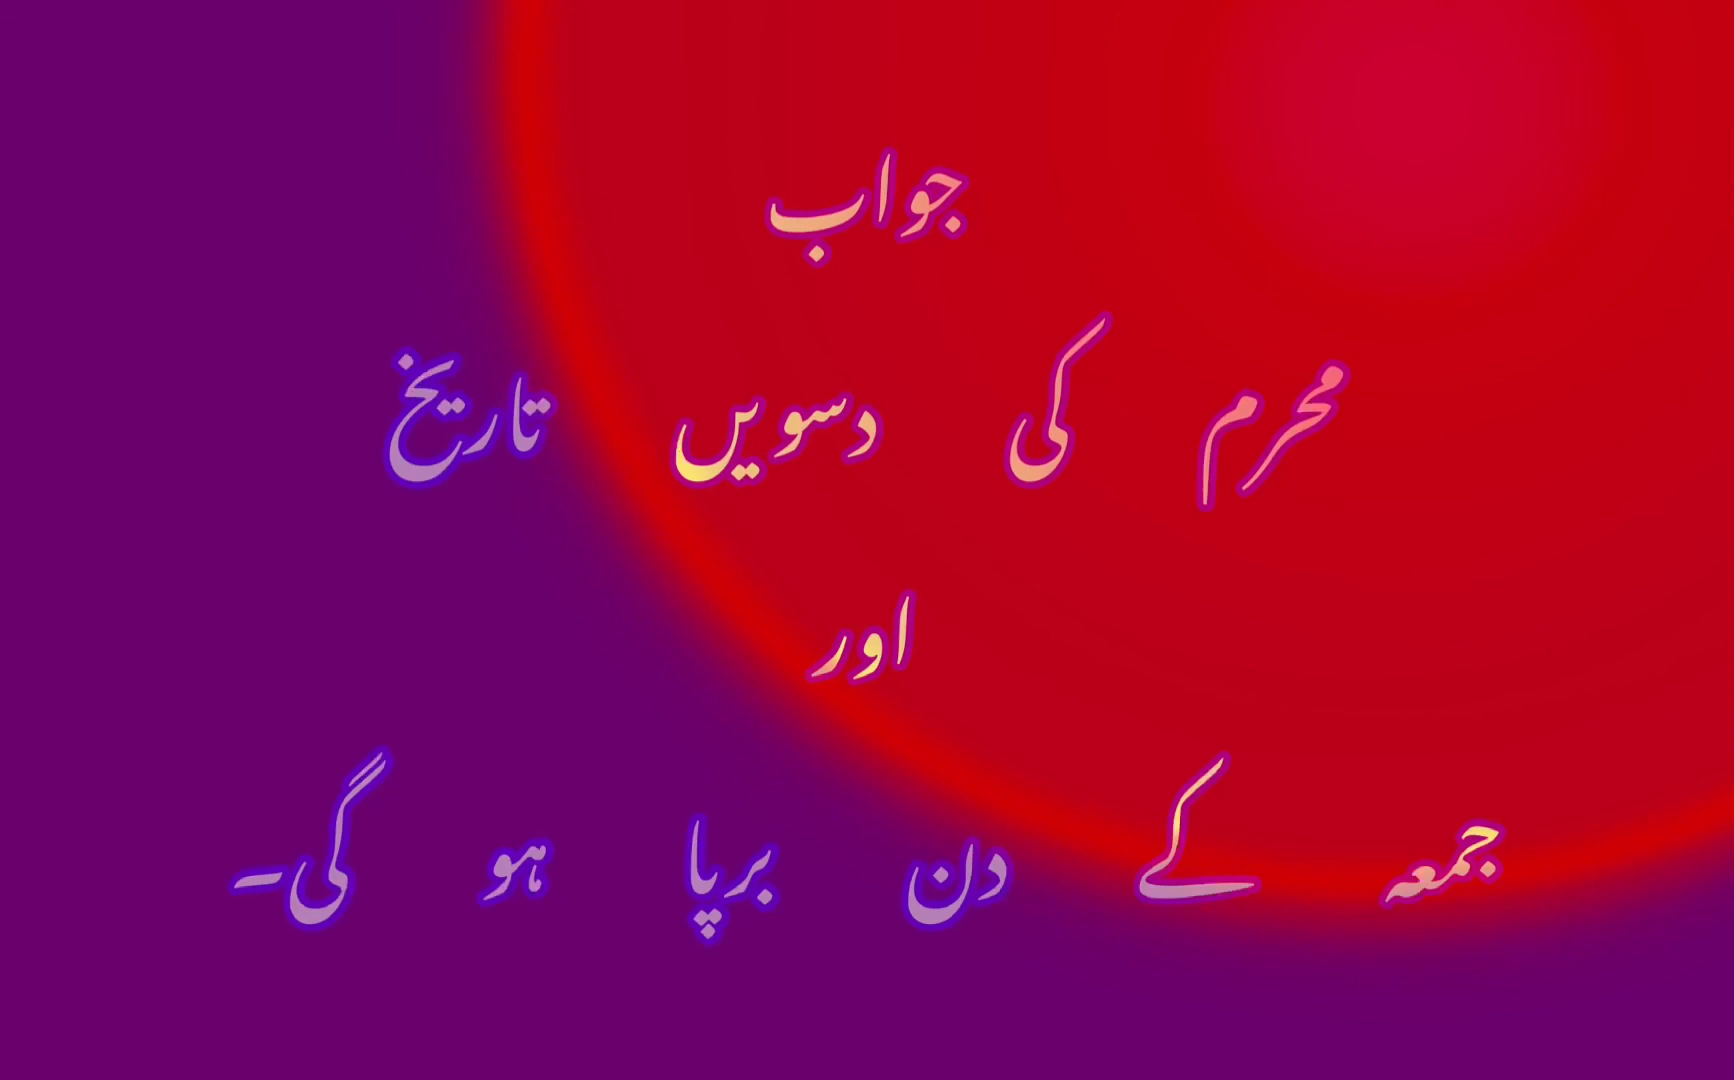 جواب
محرم کی دسویں تاریخ
اور
جمعہ کے دن برپا ہو گی۔